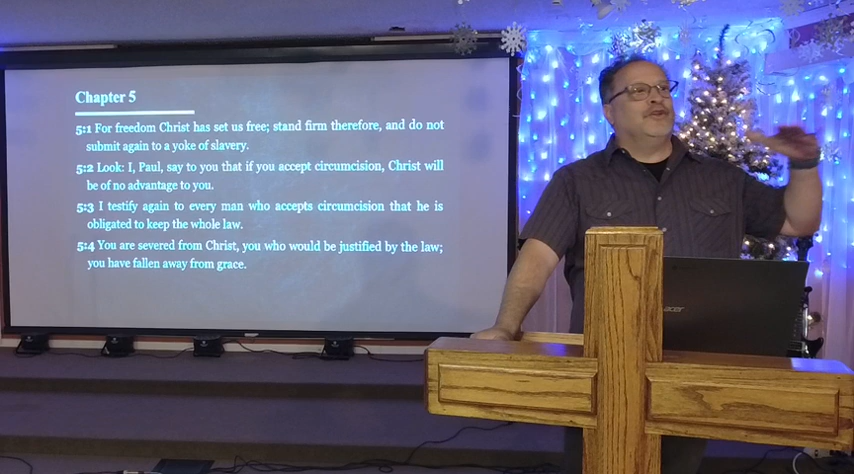 Chapter 5
5:1 For freedom Christ has set us free; stand firm therefore, and do not
submit again to a yoke of slavery.
5:2 Look: I, Paul, say to you that if you accept circumcision, Christ will
be of no advantage to you.
5:3 I testify again to every man who accepts circumcision that he is
obligated to keep the whole law.
5:4 You are severed from Christ, you who would be justified by the law;
you have fallen away from grace.
acer